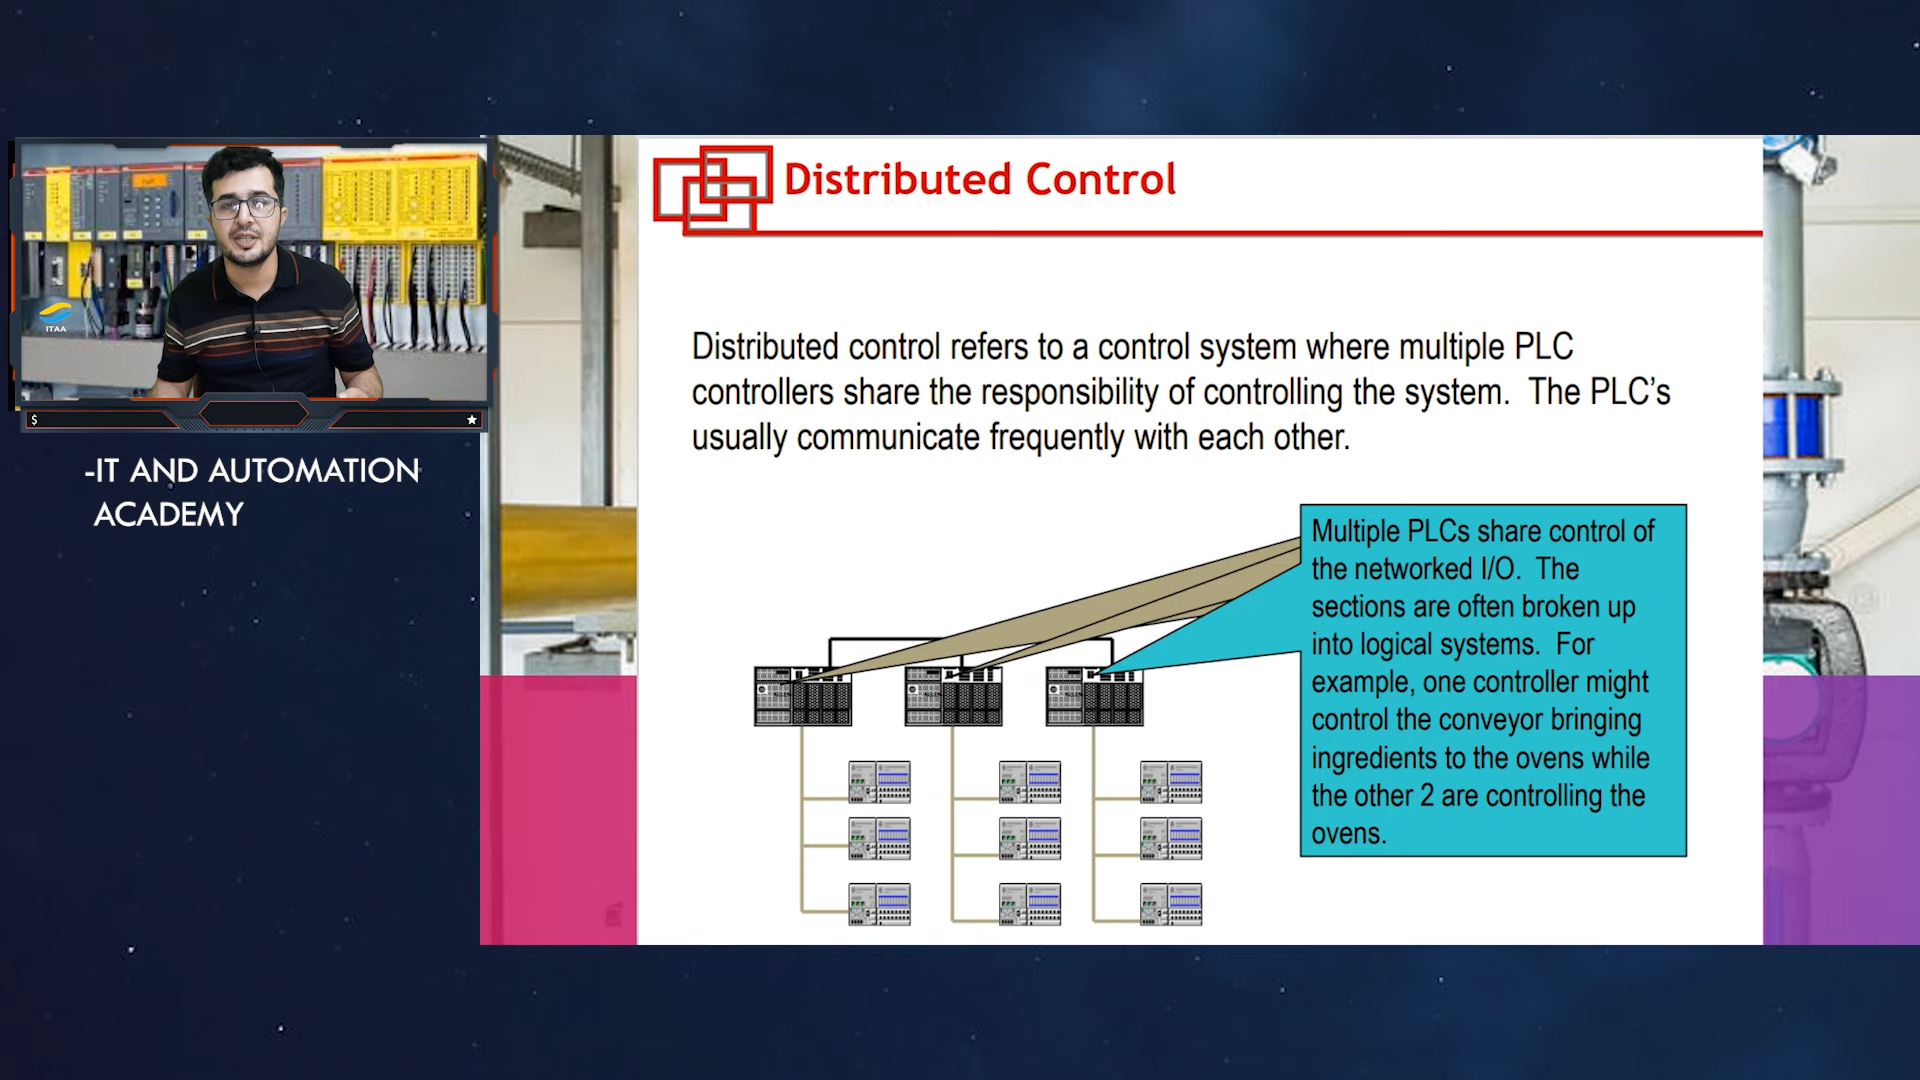 Distributed Control
ITAA
$
-IT AND AUTOMATION
ACADEMY
Distributed control refers to a control system where multiple PLC
controllers share the responsibility of controlling the system.  The PLC’s
usually communicate frequently with each other.
Multiple PLCs share control of
the networked I/O.  The
sections are often broken up
into logical systems.  For
example, one controller might
control the conveyor bringing
ingredients to the ovens while
the other 2 are controlling the
ovens.